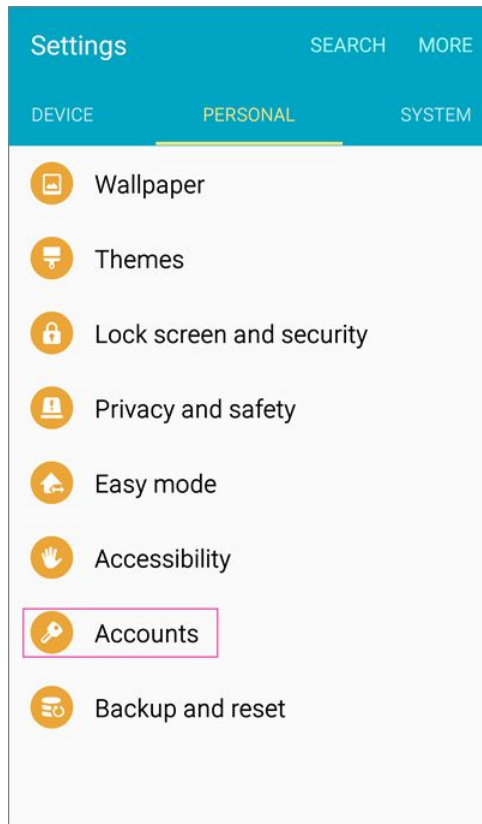 Settings SEARCH MORE
DEVICE PERSONAL SYSTEM
Wallpaper
Themes
Lock screen and security
Privacy and safety
Easy mode
Accessibility
Accounts
Backup and reset